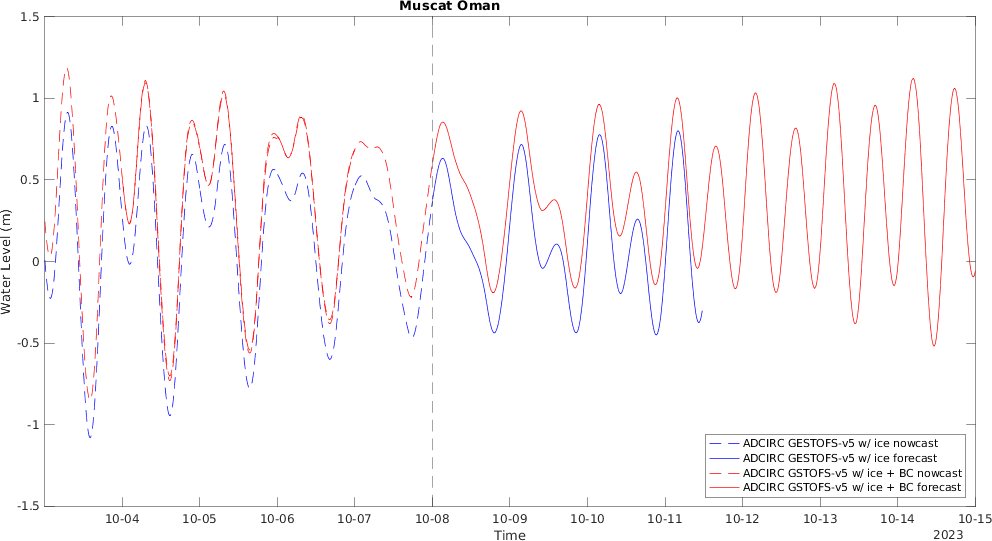 Muscat Oman
1.5
1
0.5
0
-0.5
-1
-1.5
Water Level (m)
ADCIRC GESTOFS-v5 w/ ice nowcast
ADCIRC GESTOFS-v5 w/ ice forecast
ADCIRC GSTOFS-v5 w/ ice + BC nowcast
ADCIRC GSTOFS-v5 w/ ice + BC forecast
10-04 10-05 10-06 10-07 10-08 10-09 10-10 10-11 10-12 10-13 10-14 10-15
Time
2023